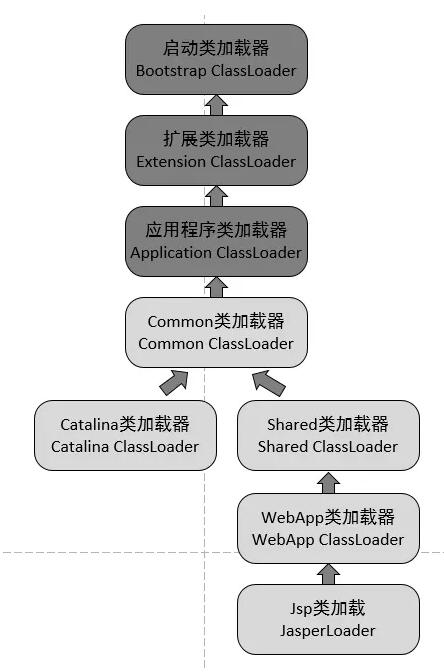 启动类加载器
Bootstrap ClassLoader
扩展类加载器
Extension ClassLoader
应用程序类加载器
Application ClassLoader
Common类加载器
Common ClassLoader
Catalina类加载器
Catalina ClassLoader
Shared类加载器
Shared ClassLoader
WebApp类加载器
WebApp ClassLoader
Jsp类加载
JasperLoader